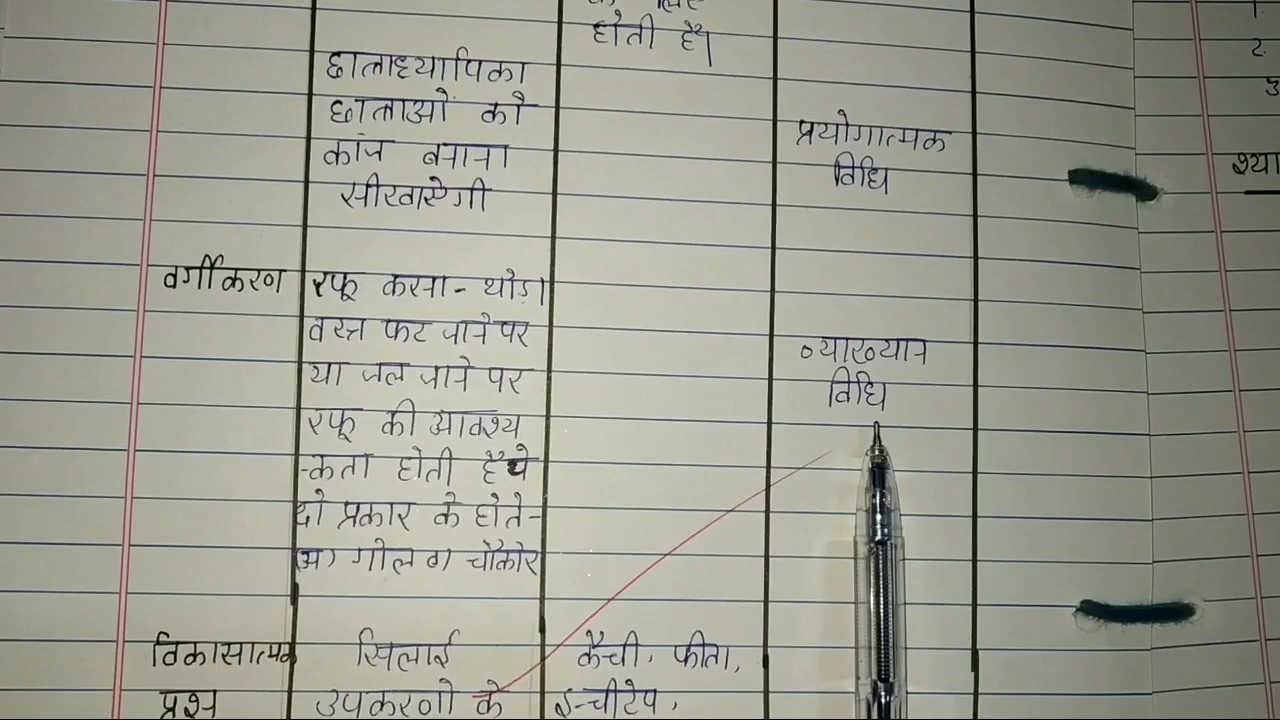 होती है।
छात्राध्यापिका
छात्राओं को
काज बनाना
सीखाऐगी
प्रयोगात्मक
विधि
वर्गीकरण
रफू करना - थोड़ा
वस्त्र फट जाने पर
या जल जाने पर
रफू की आवश्य
-कता होती है ये
दो प्रकार के होते-
(अ) गोल ब) चौकोर
व्याख्यान
विधि
विकासात्मक
प्रश्न
सिलाई
उपकरणो के
कैंची, फीता,
इन्चीटेप,
श्या